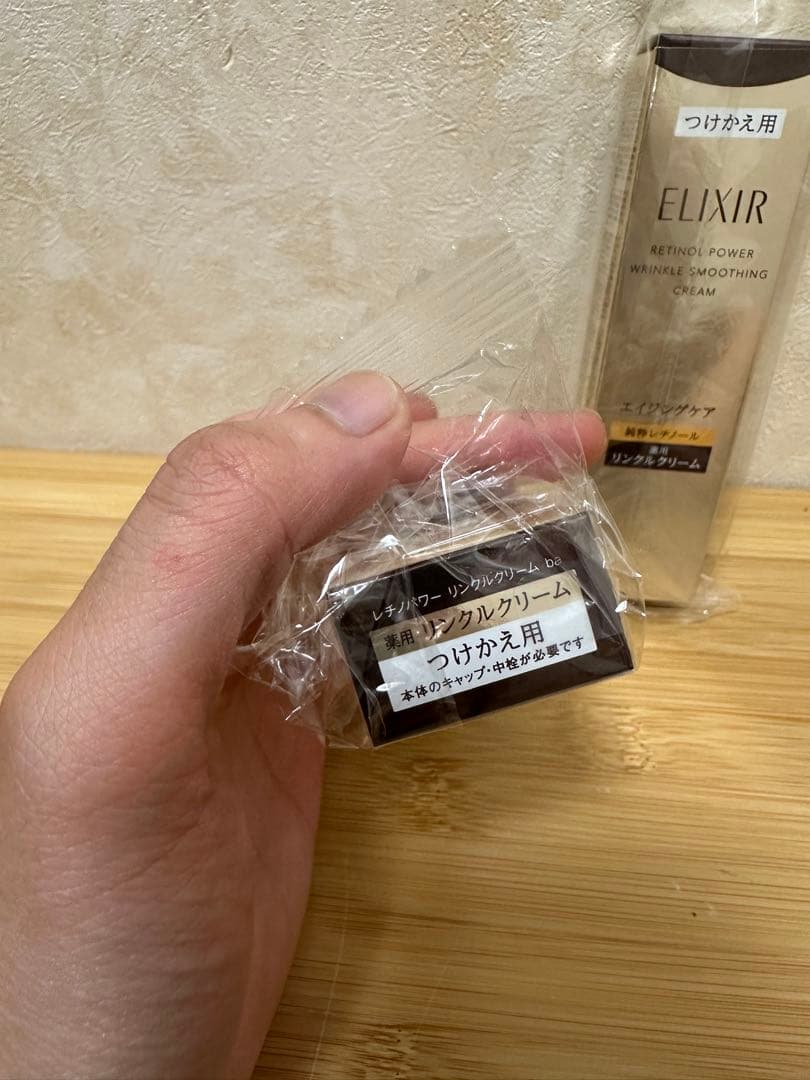 つけかえ用
ELIXIR
RETINOL POWER
WRINKLE SMOOTHING
CREAM
エイジングケア
純粋レチノール
薬用
リンクルクリーム
レチノパワー リンクルクリーム ba
薬用 リンクルクリーム
つけかえ用
本体のキャップ・中栓が必要です